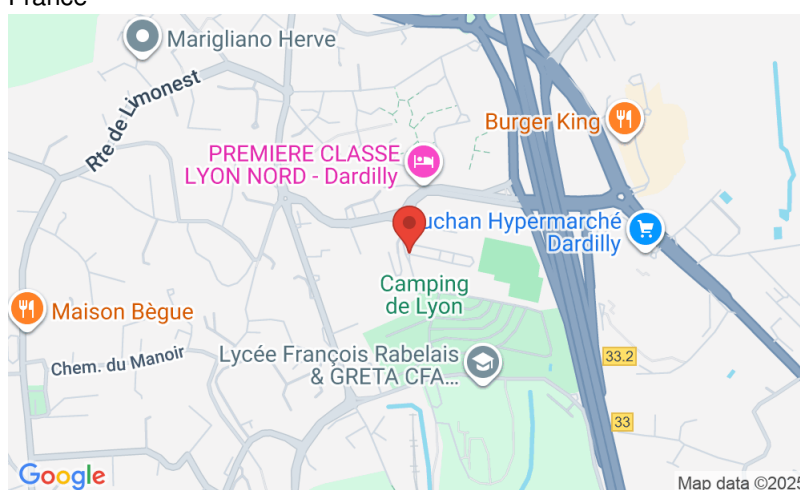 France
Marigliano Herve
Rte de Limonest
Burger King
PREMIERE CLASSE
LYON NORD - Dardilly
uchan Hypermarché
Dardilly
Camping
de Lyon
Maison Bègue
Chem. du Manoir
Lycée François Rabelais
& GRETA CFA...
33.2
33
Google
Map data ©2025